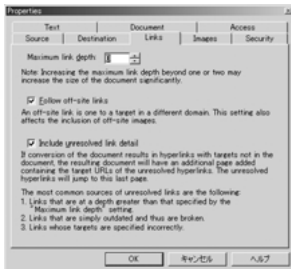 Properties
Text Document Access
Source Destination Links Images Security
Maximum link depth: 1
Note: Increasing the maximum link depth beyond one or two may
increase the size of the document significantly.
Follow off-site links
An off-site link is one to a target in a different domain. This setting also
affects the inclusion of off-site images.
Include unresolved link detail
If conversion of the document results in hyperlinks with targets not in the
document, the resulting document will have an additional page added
containing the target URLs of the unresolved hyperlinks. The unresolved
hyperlinks will jump to this last page.
The most common sources of unresolved links are the following:
1. Links that are at a depth greater than that specified by the
"Maximum link depth" setting.
2. Links that are simply outdated and thus are broken.
3. Links whose targets are specified incorrectly.
OK キャンセル ヘルプ